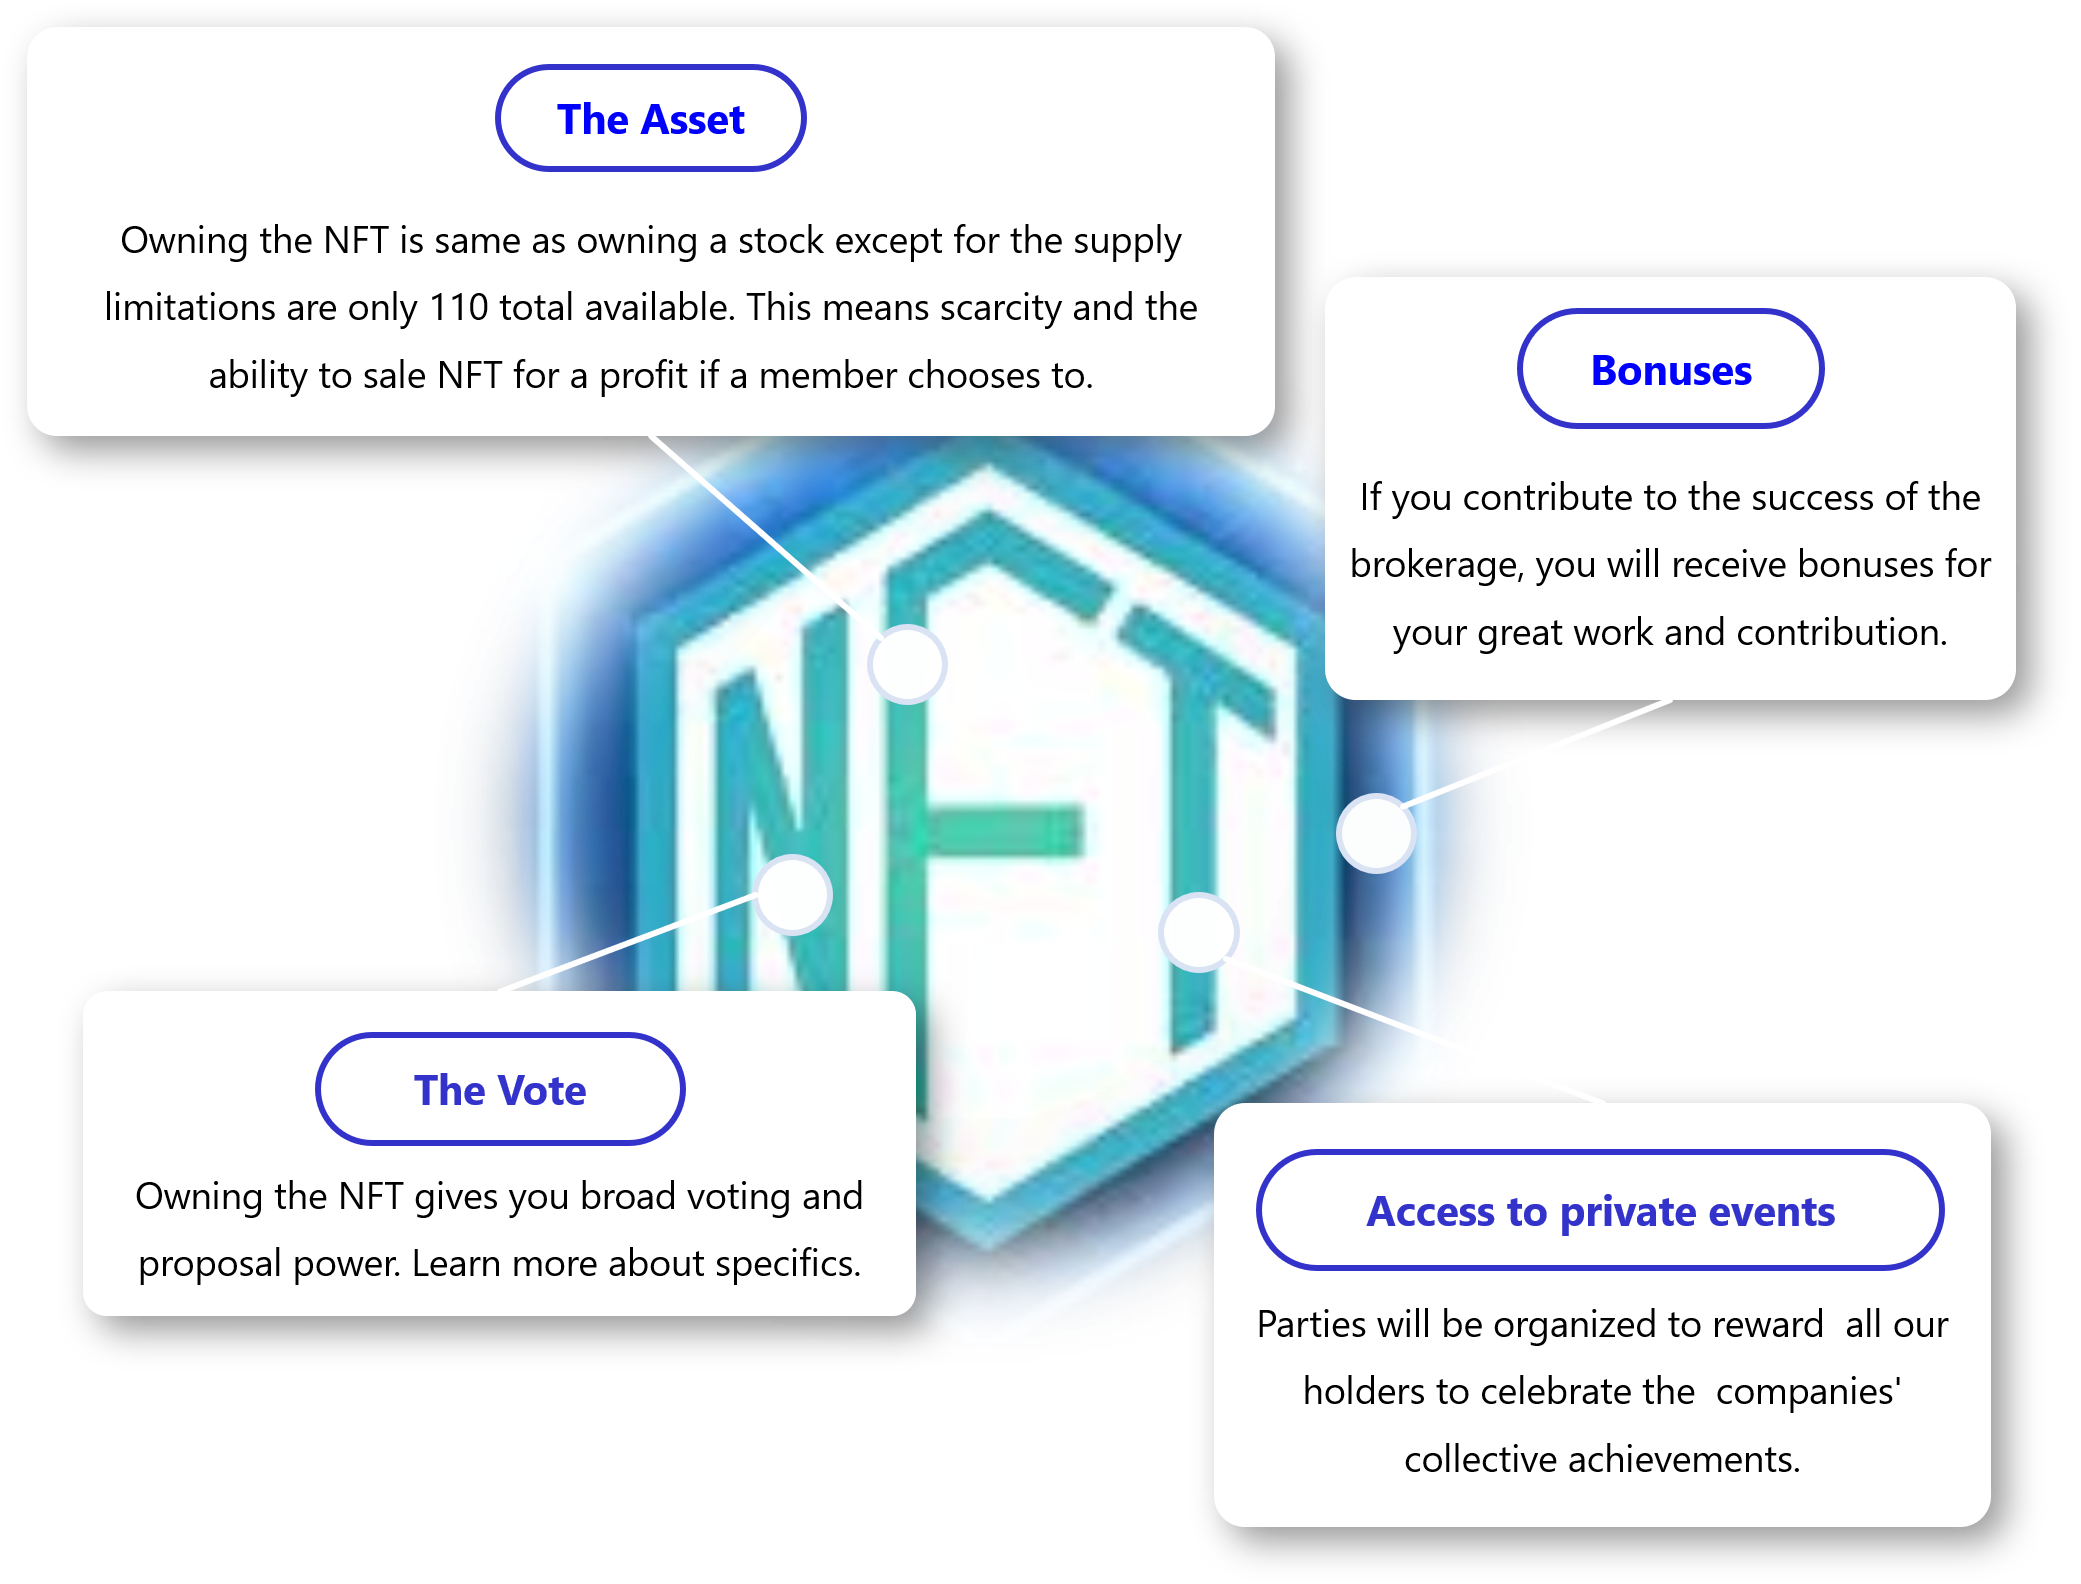 The Asset
Owning the NFT is same as owning a stock except for the supply
limitations are only 110 total available. This means scarcity and the
ability to sale NFT for a profit if a member chooses to.
Bonuses
If you contribute to the success of the
brokerage, you will receive bonuses for
your great work and contribution.
NFT
The Vote
Owning the NFT gives you broad voting and
proposal power. Learn more about specifics.
Access to private events
Parties will be organized to reward  all our
holders to celebrate the  companies'
collective achievements.